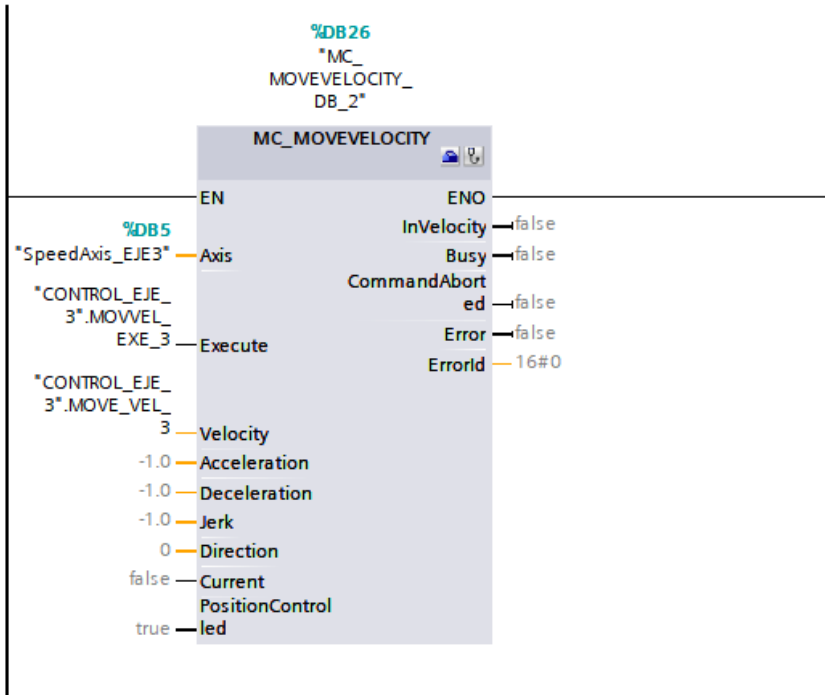 %DB26
"MC_
MOVEVELOCITY_
DB_2"
MC_MOVEVELOCITY
EN
ENO
InVelocity
false
%DB5
"SpeedAxis_EJE3"
Axis
Busy
false
CommandAbort
ed
false
"CONTROL_EJE_
3".MOVVEL_
EXE_3
Execute
Error
false
ErrorId
16#0
"CONTROL_EJE_
3".MOVE_VEL_
3
Velocity
-1.0
Acceleration
-1.0
Deceleration
-1.0
Jerk
0
Direction
false
Current
PositionControl
true
led